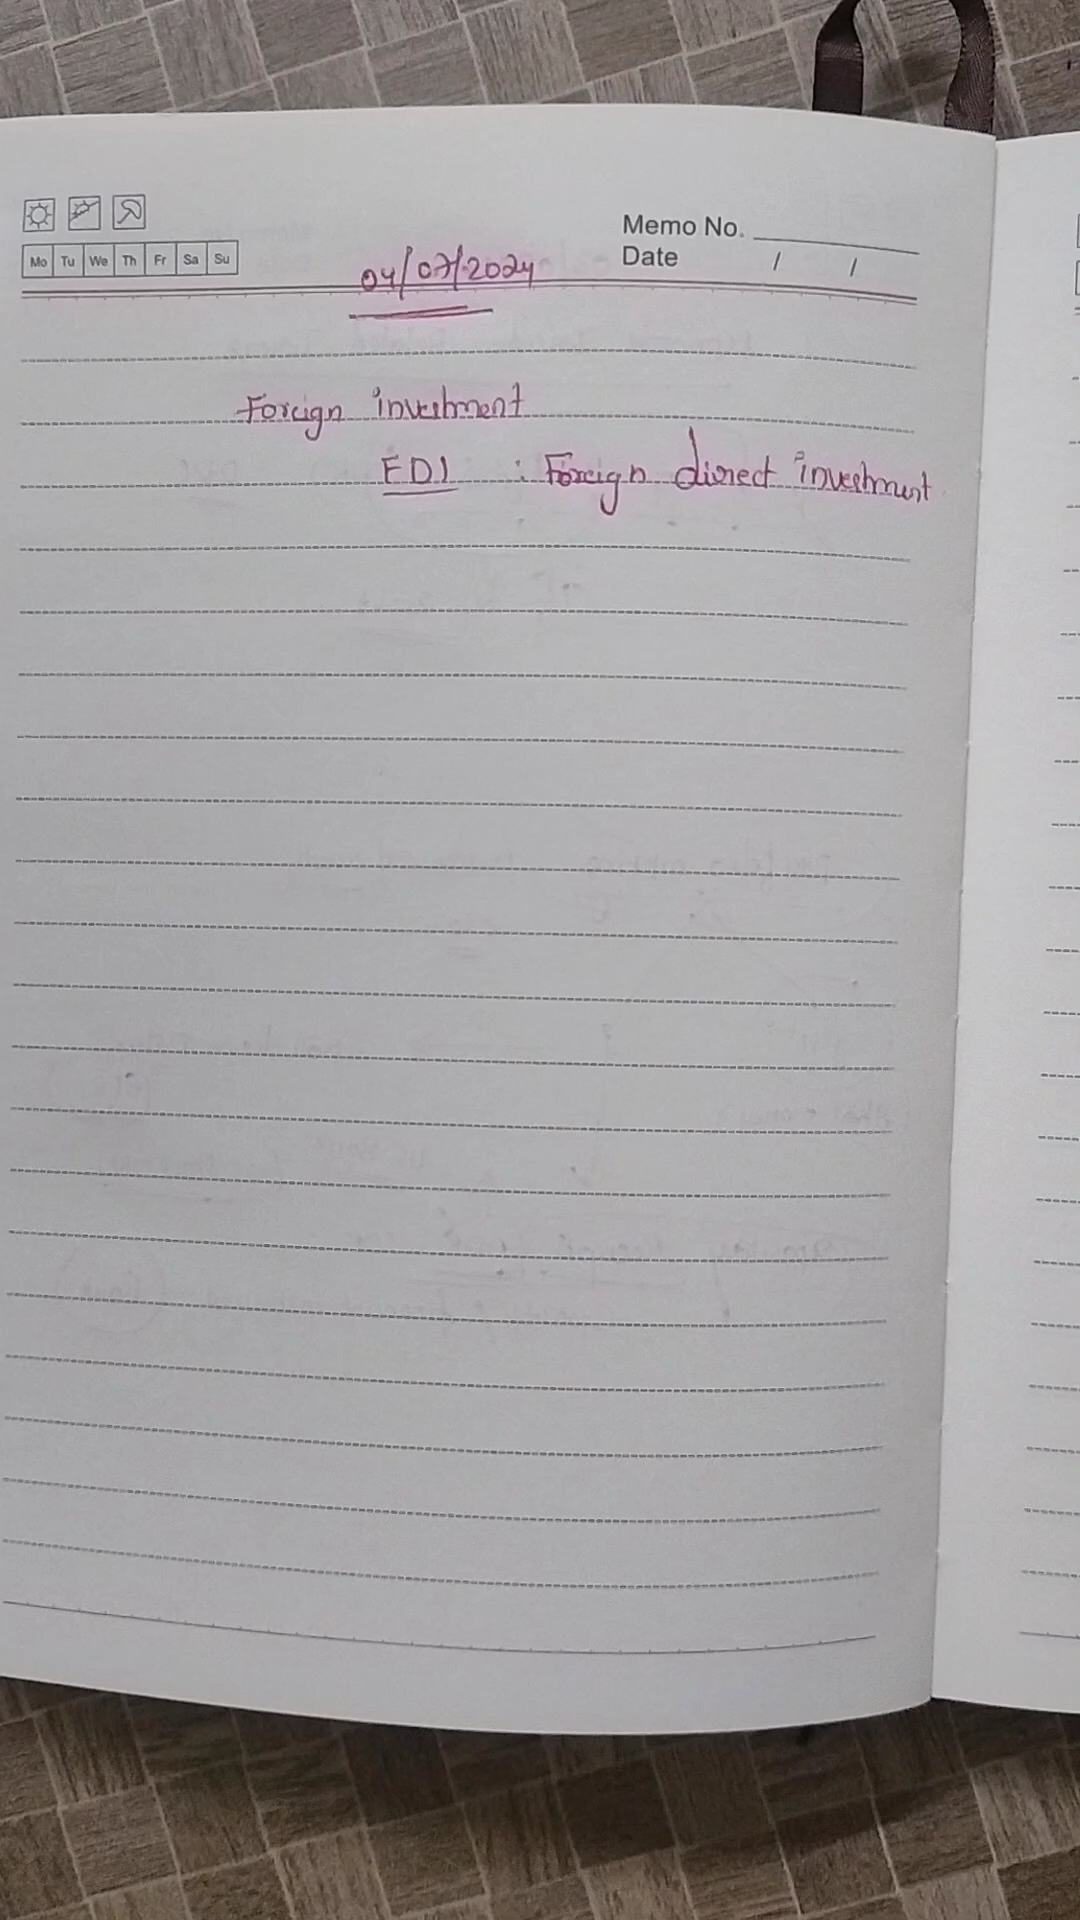 Memo No.
Date / /
Mo Tu We Th Fr Sa Su
04/07/2024
Foreign investment
FDI : Foreign direct investment